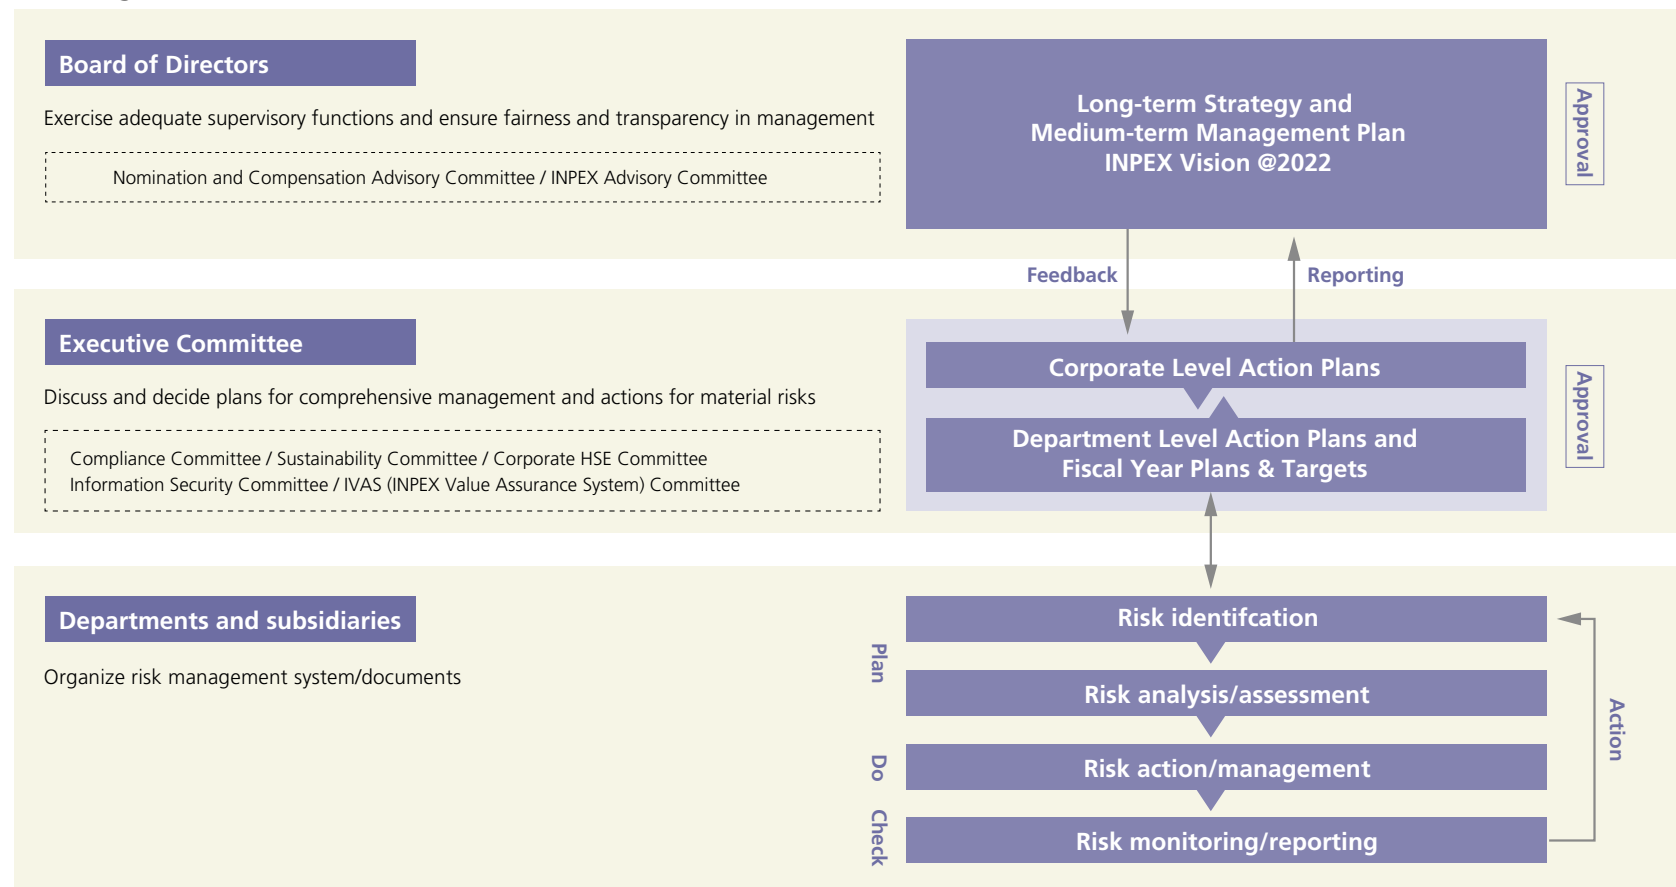 Board of Directors
Exercise adequate supervisory functions and ensure fairness and transparency in management
Nomination and Compensation Advisory Committee / INPEX Advisory Committee
Long-term Strategy and
Medium-term Management Plan
INPEX Vision @2022
Approval
Feedback
Reporting
Executive Committee
Discuss and decide plans for comprehensive management and actions for material risks
Compliance Committee / Sustainability Committee / Corporate HSE Committee
Information Security Committee / IVAS (INPEX Value Assurance System) Committee
Corporate Level Action Plans
Department Level Action Plans and
Fiscal Year Plans & Targets
Approval
Departments and subsidiaries
Organize risk management system/documents
Plan
Risk identifcation
Risk analysis/assessment
Do
Risk action/management
Check
Risk monitoring/reporting
Action